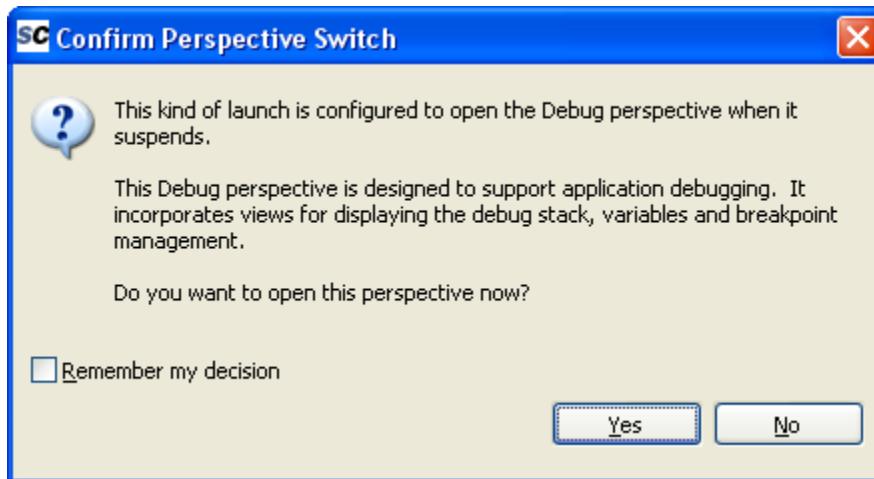 SC Confirm Perspective Switch
This kind of launch is configured to open the Debug perspective when it
suspends.
This Debug perspective is designed to support application debugging. It
incorporates views for displaying the debug stack, variables and breakpoint
management.
Do you want to open this perspective now?
Remember my decision
Yes No